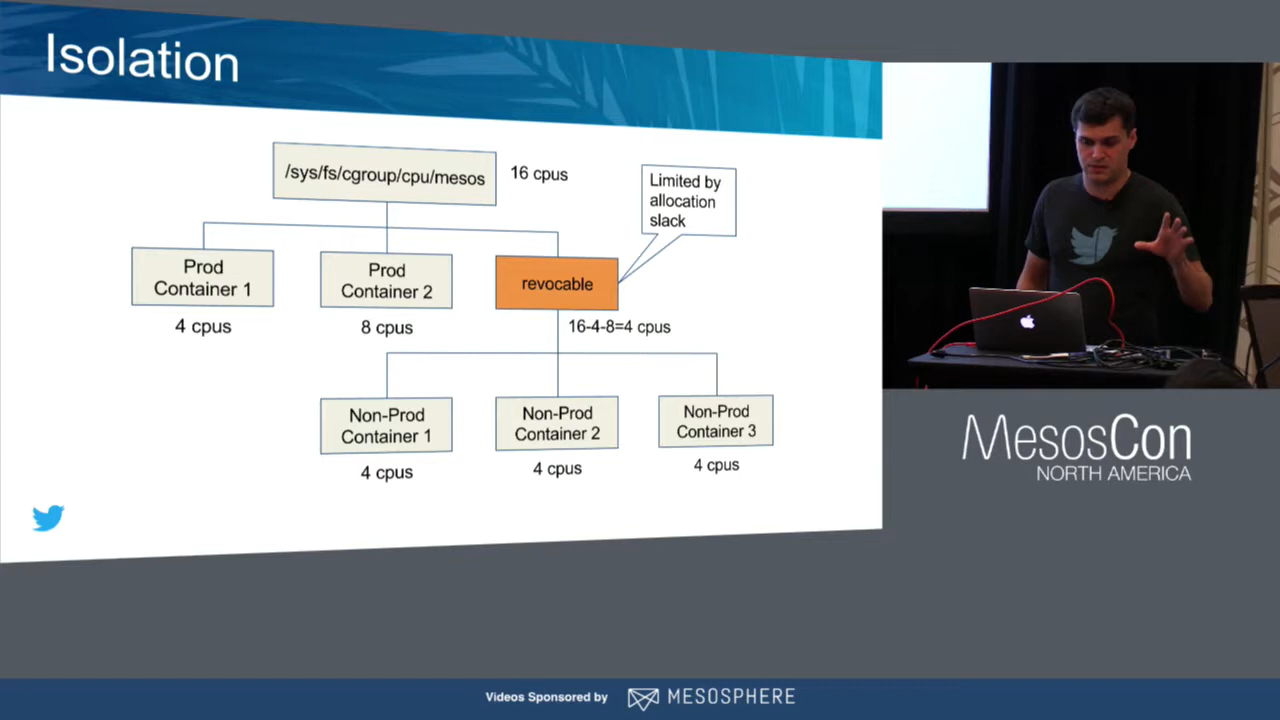 Isolation
/sys/fs/cgroup/cpu/mesos
16 cpus
Limited by
allocation
slack
Prod
Container 1
4 cpus
Prod
Container 2
8 cpus
revocable
16-4-8=4 cpus
Non-Prod
Container 1
4 cpus
Non-Prod
Container 2
4 cpus
Non-Prod
Container 3
4 cpus
MesosCon
NORTH AMERICA
Videos Sponsored by
MESOSPHERE